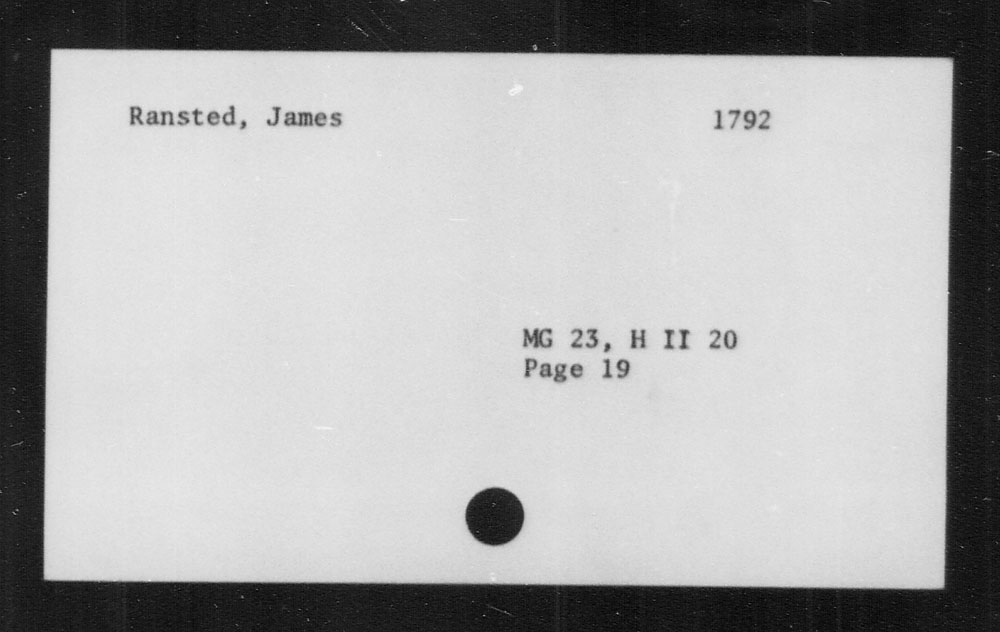 Ransted, James 1792
MG 23, H II 20
Page 19